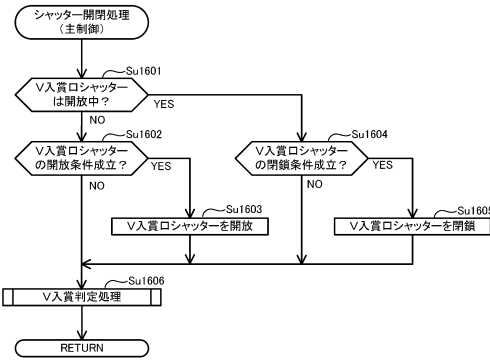 シャッター開閉処理
(主制御)
Su1601
V入賞口シャッター
は開放中？
YES
NO
Su1602
V入賞口シャッター
の開放条件成立？
YES
NO
Su1604
V入賞口シャッター
の閉鎖条件成立？
YES
NO
Su1603
V入賞口シャッターを開放
Su1605
V入賞口シャッターを閉鎖
Su1606
V入賞判定処理
RETURN